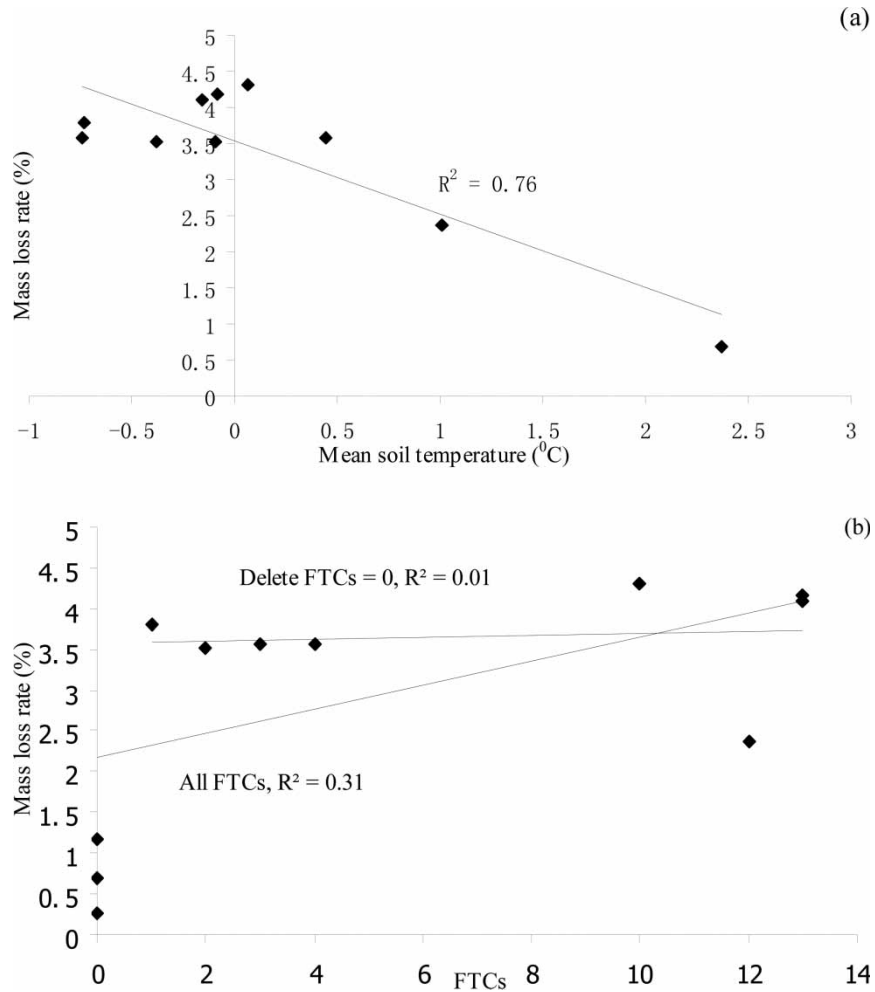 (a)
5
4.5
4
3.5
3
2.5
2
1.5
1
0.5
0
Mass loss rate (%)
R² = 0.76
-1 -0.5 0 0.5 1 1.5 2 2.5 3
Mean soil temperature (⁰C)
(b)
5
4.5
4
3.5
3
2.5
2
1.5
1
0.5
0
Mass loss rate (%)
Delete FTCs = 0, R² = 0.01
All FTCs, R² = 0.31
0 2 4 6 8 10 12 14
FTCs